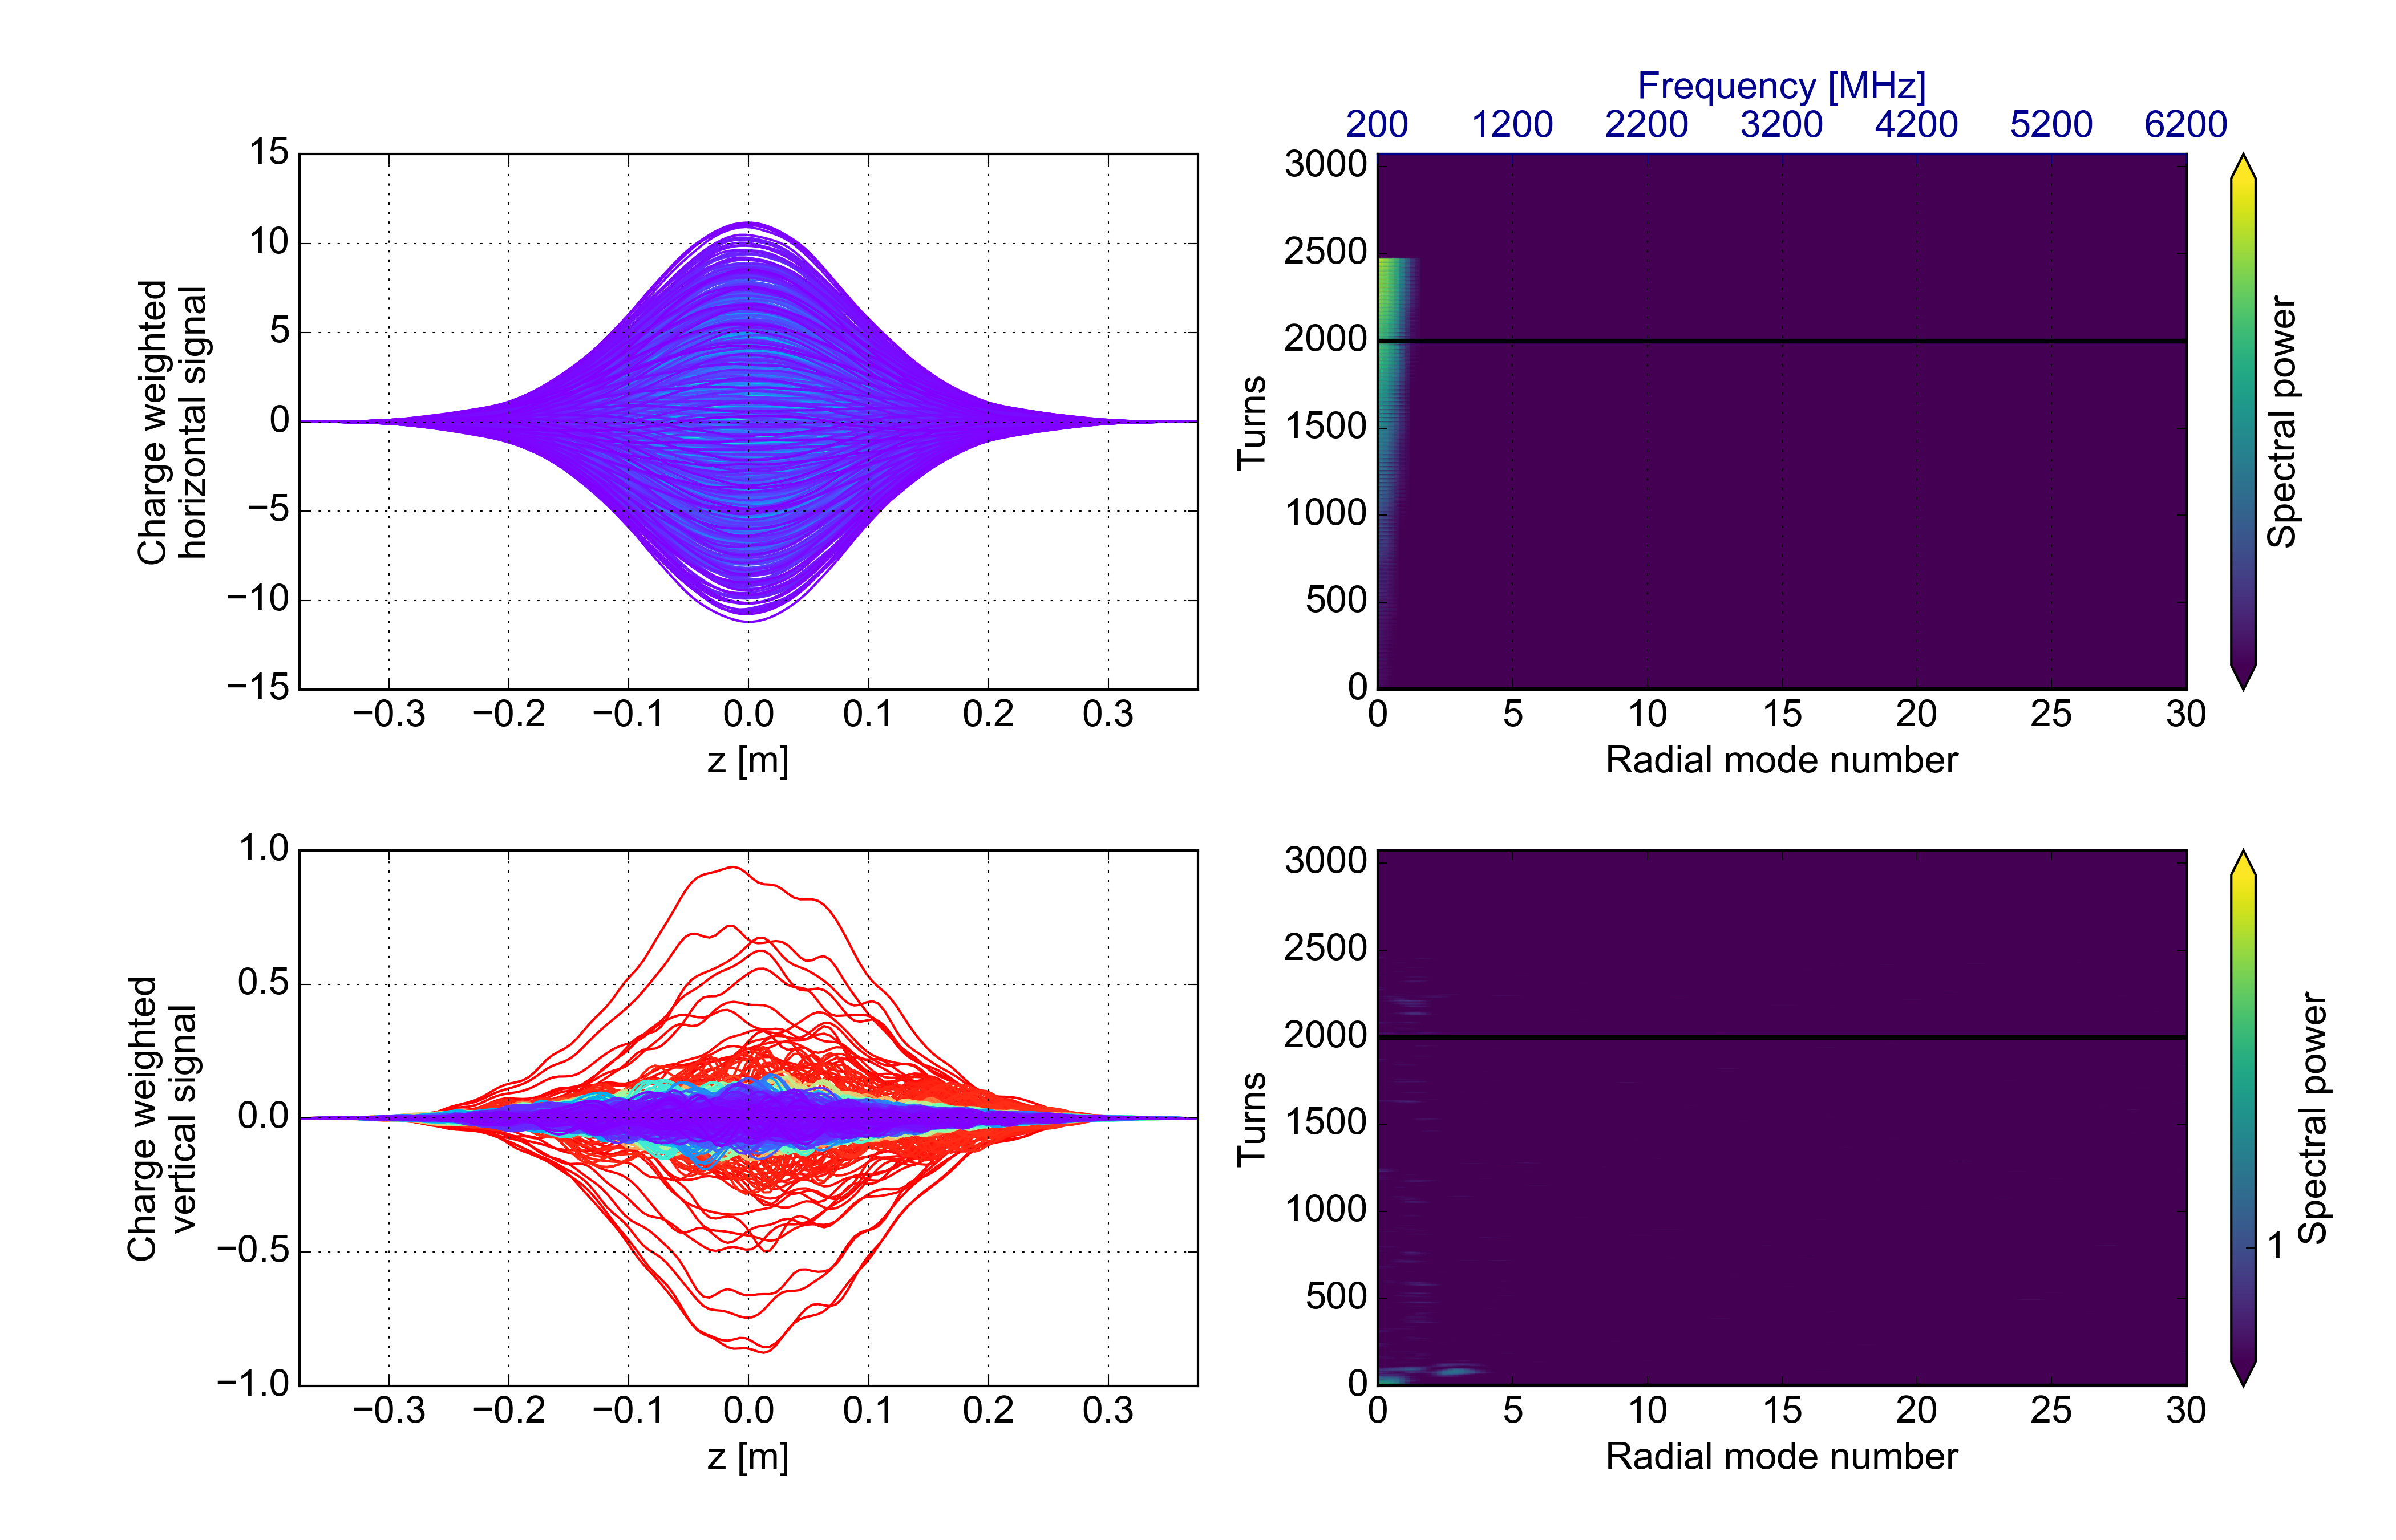 Frequency [MHz]
200 1200 2200 3200 4200 5200 6200
15
10
5
0
−5
−10
−15
Charge weighted
horizontal signal
−0.3 −0.2 −0.1 0.0 0.1 0.2 0.3
z [m]
3000
2500
2000
1500
1000
500
0
Turns
0 5 10 15 20 25 30
Radial mode number
Spectral power
1.0
0.5
0.0
−0.5
−1.0
Charge weighted
vertical signal
−0.3 −0.2 −0.1 0.0 0.1 0.2 0.3
z [m]
3000
2500
2000
1500
1000
500
0
Turns
0 5 10 15 20 25 30
Radial mode number
1
Spectral power